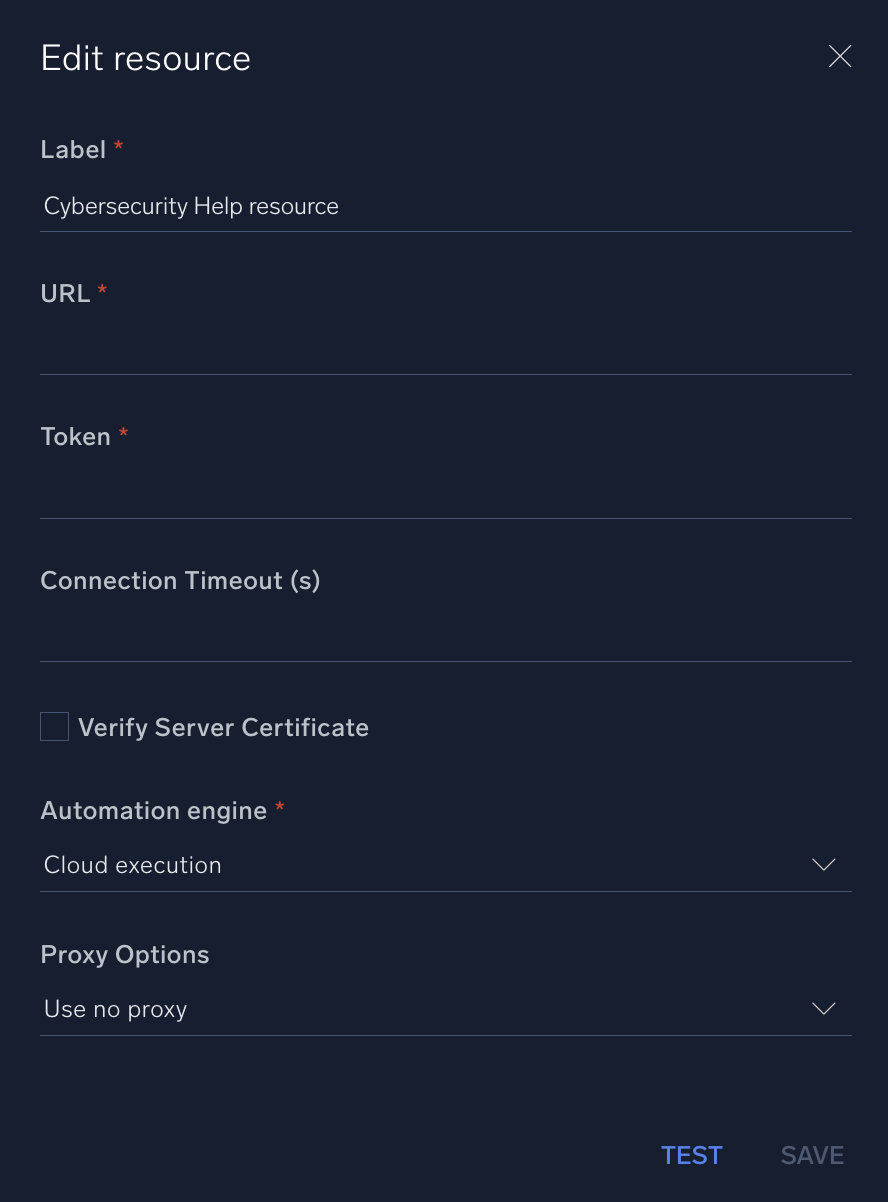 Edit resource
Label *
Cybersecurity Help resource
URL *
Token *
Connection Timeout (s)
Verify Server Certificate
Automation engine *
Cloud execution
Proxy Options
Use no proxy
TEST SAVE